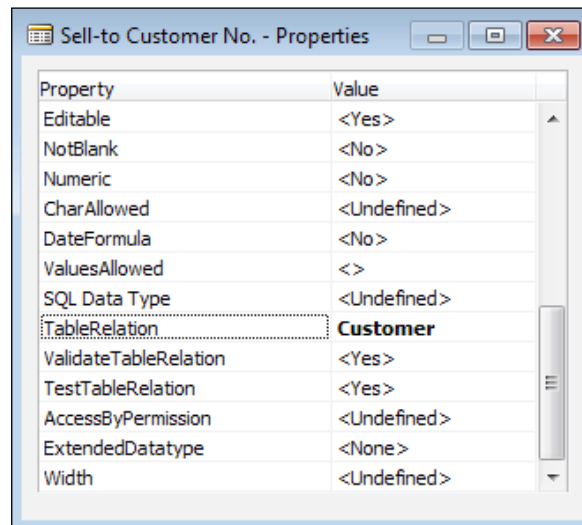 Sell-to Customer No. - Properties
Property Value
Editable <Yes>
NotBlank <No>
Numeric <No>
CharAllowed <Undefined>
DateFormula <No>
ValuesAllowed <>
SQL Data Type <Undefined>
TableRelation Customer
ValidateTableRelation <Yes>
TestTableRelation <Yes>
AccessByPermission <Undefined>
ExtendedDatatype <None>
Width <Undefined>